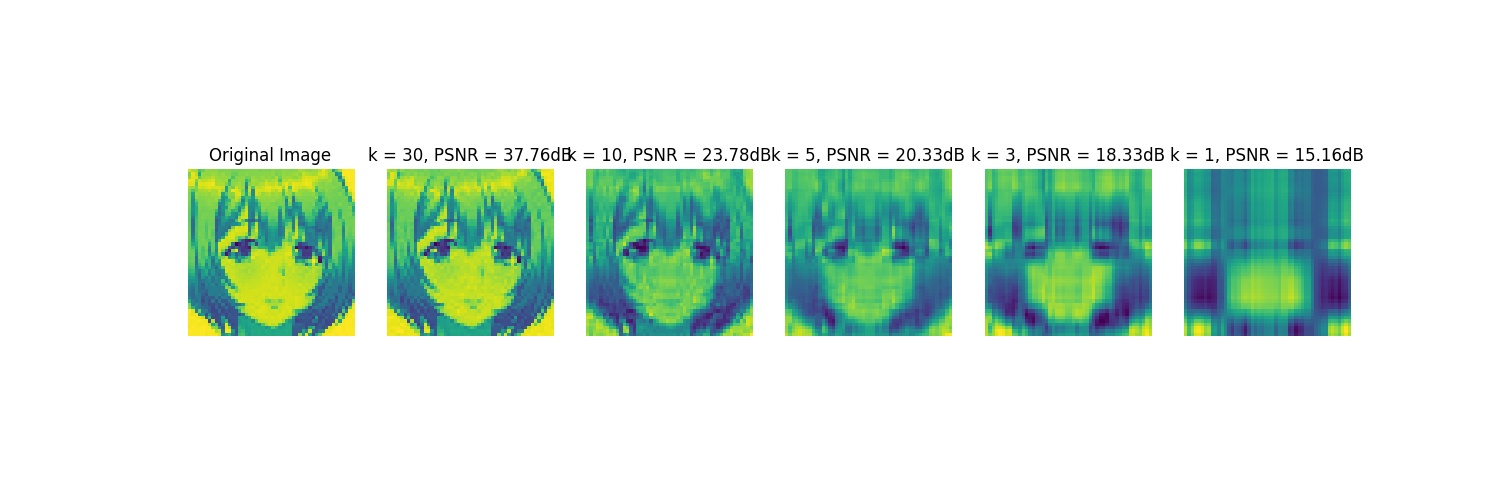 Original Image
k = 30, PSNR = 37.76dB
k = 10, PSNR = 23.78dB
k = 5, PSNR = 20.33dB
k = 3, PSNR = 18.33dB
k = 1, PSNR = 15.16dB